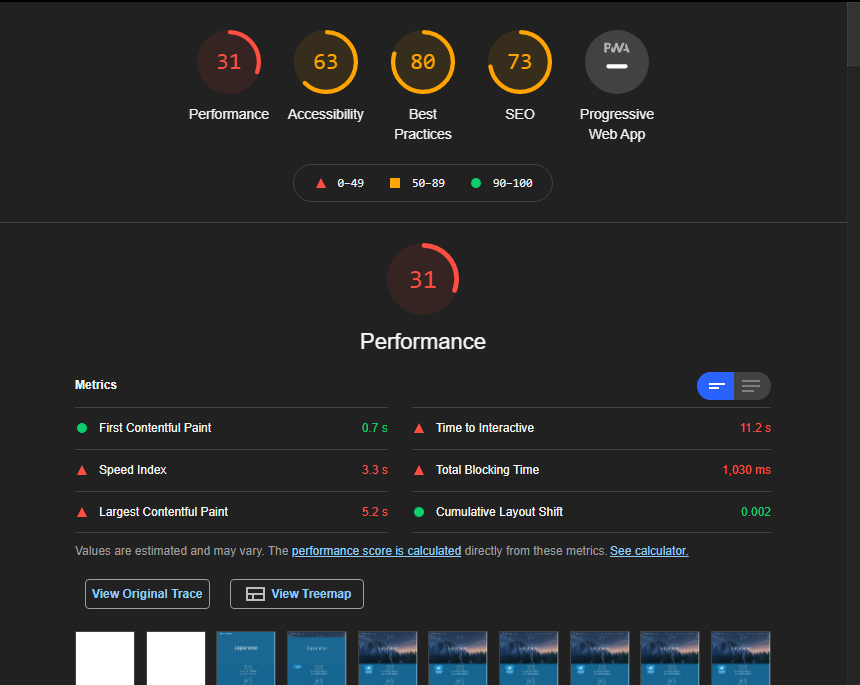 31
63
80
73
PWA
Performance
Accessibility
Best
Practices
SEO
Progressive
Web App
0–49
50–89
90–100
31
Performance
Metrics
First Contentful Paint 0.7 s
Time to Interactive 11.2 s
Speed Index 3.3 s
Total Blocking Time 1,030 ms
Largest Contentful Paint 5.2 s
Cumulative Layout Shift 0.002
Values are estimated and may vary. The performance score is calculated directly from these metrics. See calculator.
View Original Trace
View Treemap
Japanese
Japanese